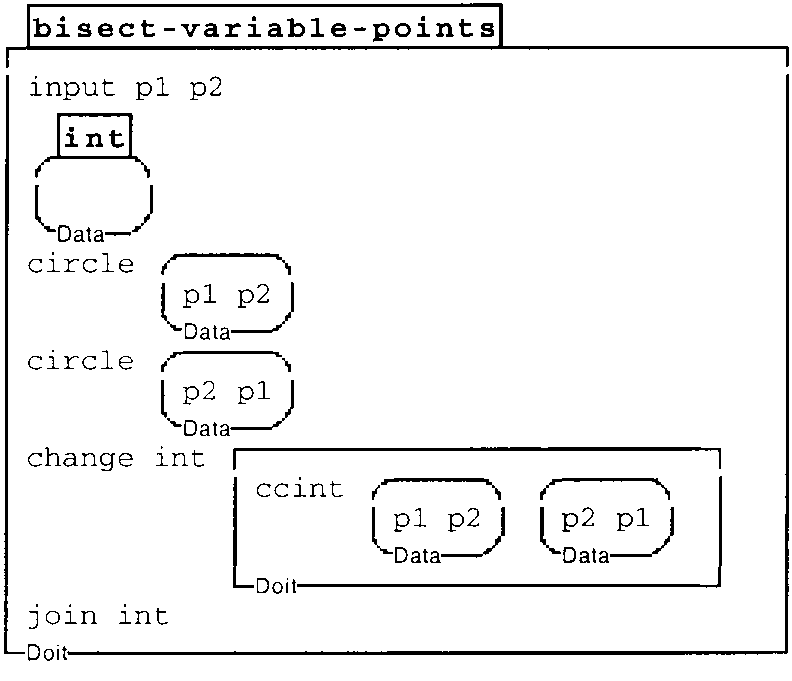 bisect-variable-points
input p1 p2
int
Data
circle p1 p2
Data
circle p2 p1
Data
change int
ccint p1 p2 p2 p1
Data Data
Doit
join int
Doit